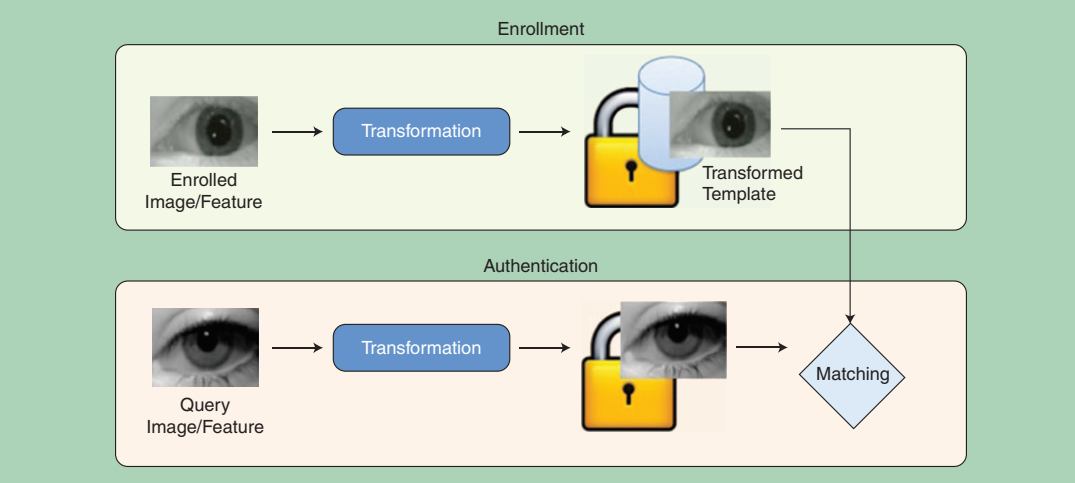 Enrollment
Transformation
Enrolled
Image/Feature
Transformed
Template
Authentication
Transformation
Matching
Query
Image/Feature